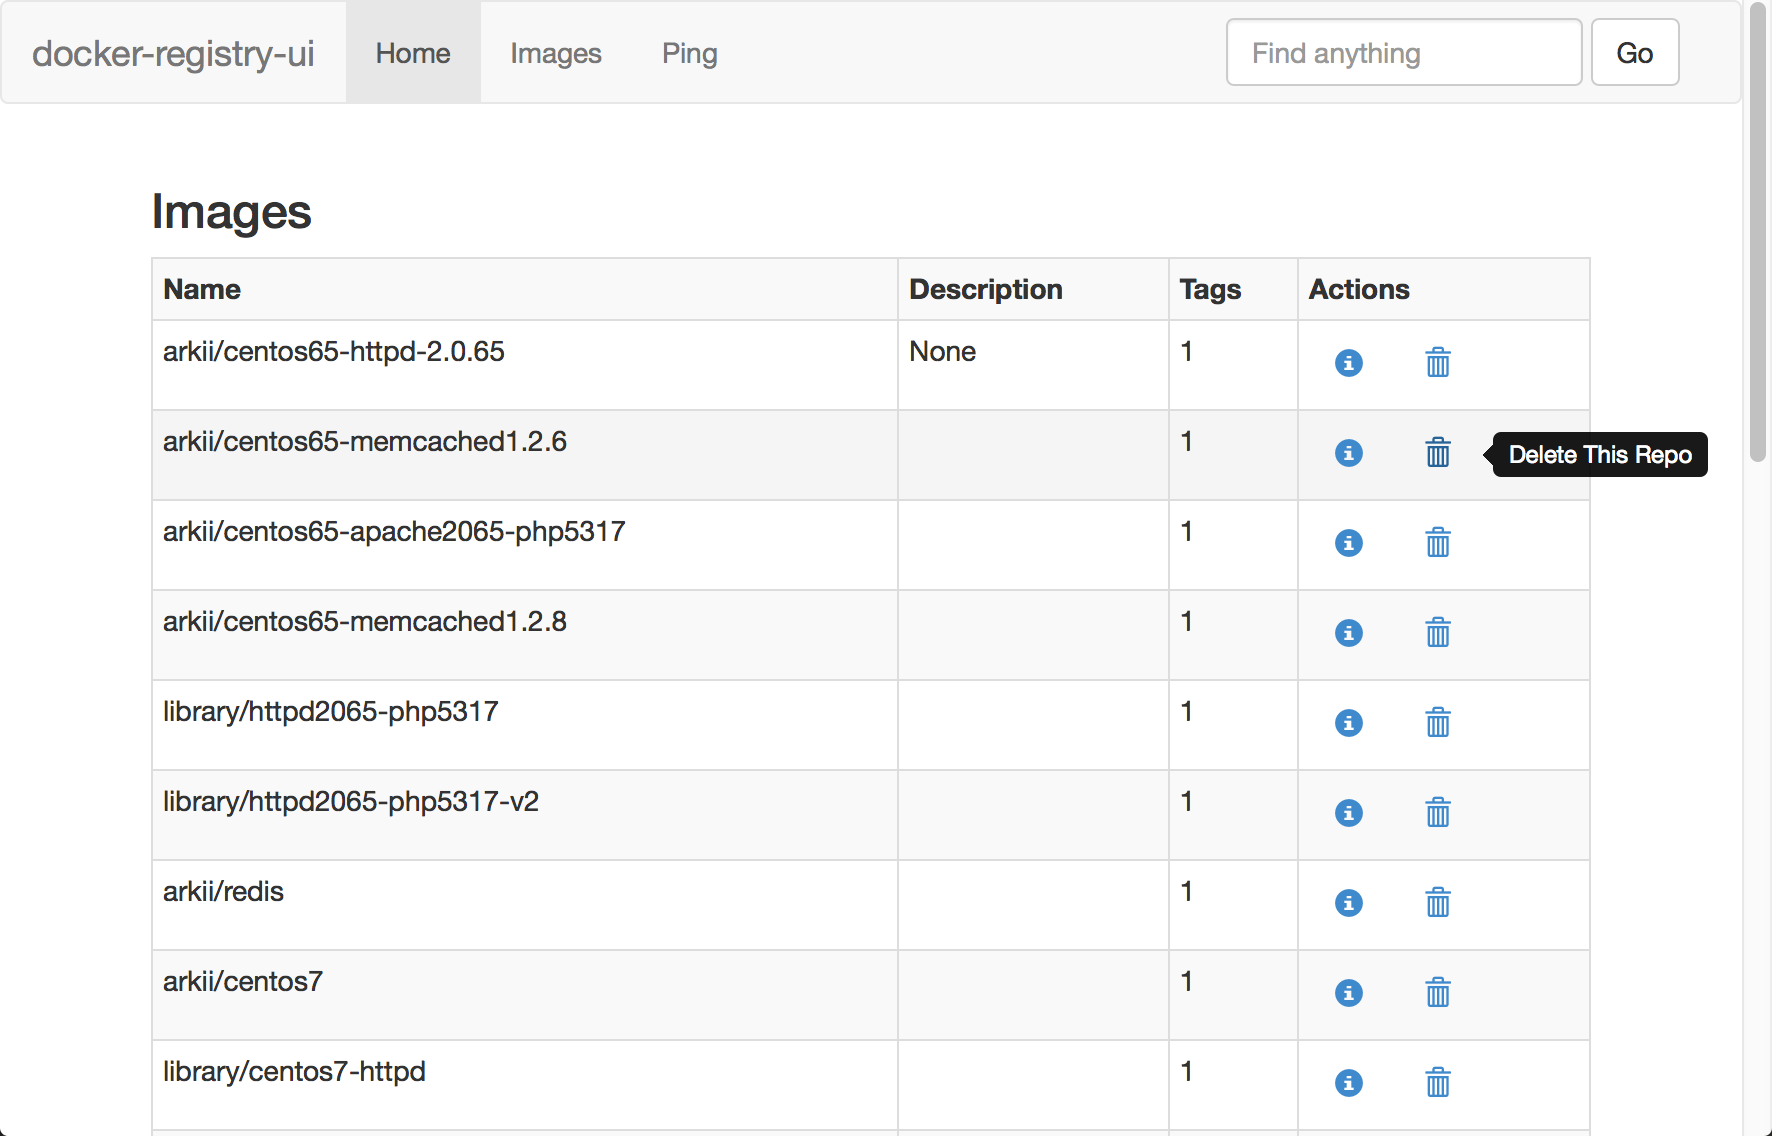 docker-registry-ui Home Images Ping Find anything Go
Images
Name Description Tags Actions
arkii/centos65-httpd-2.0.65 None 1
arkii/centos65-memcached1.2.6 1 Delete This Repo
arkii/centos65-apache2065-php5317 1
arkii/centos65-memcached1.2.8 1
library/httpd2065-php5317 1
library/httpd2065-php5317-v2 1
arkii/redis 1
arkii/centos7 1
library/centos7-httpd 1